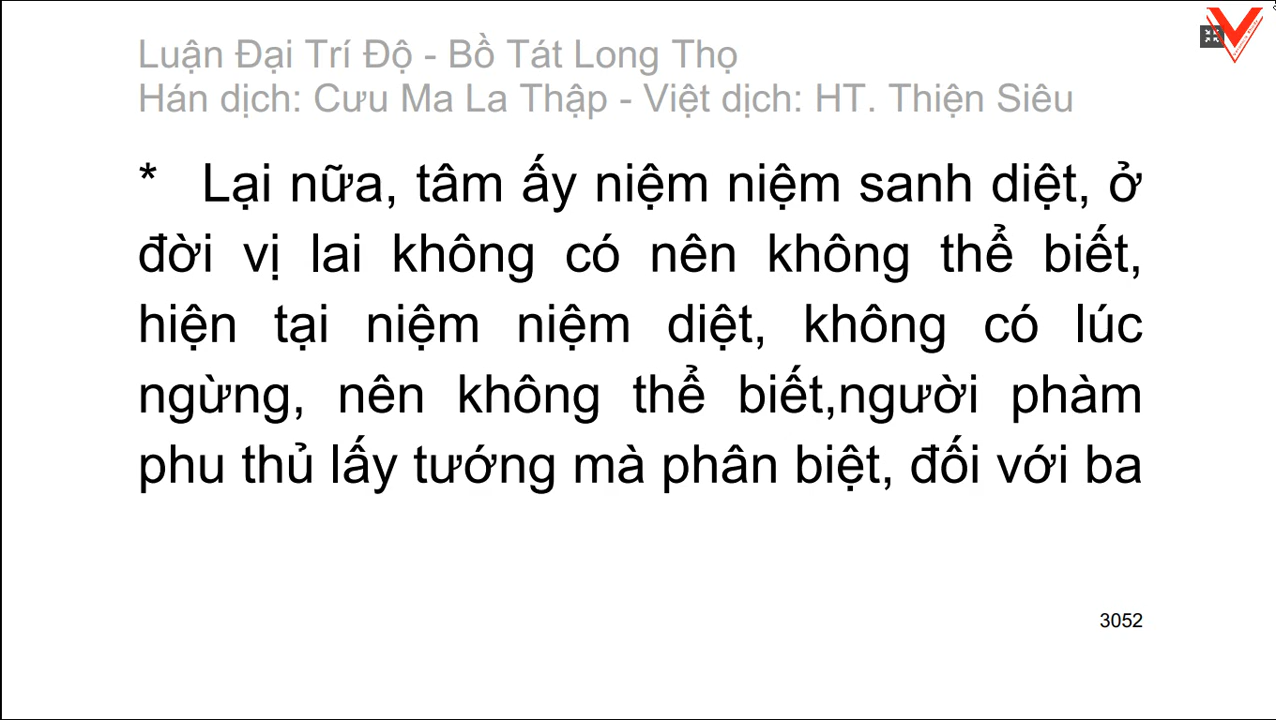 Luận Đại Trí Độ - Bồ Tát Long Thọ
Hán dịch: Cưu Ma La Thập - Việt dịch: HT. Thiện Siêu
* Lại nữa, tâm ấy niệm niệm sanh diệt, ở
đời vị lai không có nên không thể biết,
hiện tại niệm niệm diệt, không có lúc
ngừng, nên không thể biết,người phàm
phu thủ lấy tướng mà phân biệt, đối với ba
3052